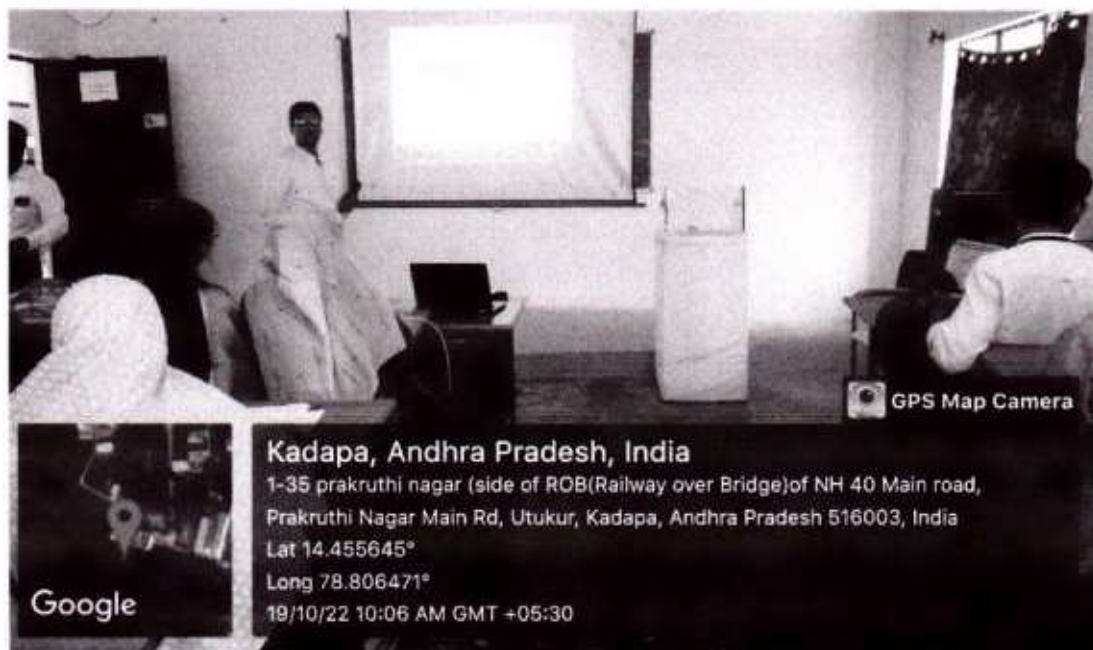 GPS Map Camera
Kadapa, Andhra Pradesh, India
1-35 prakruthi nagar (side of ROB(Railway over Bridge)of NH 40 Main road,
Prakruthi Nagar Main Rd, Utukur, Kadapa, Andhra Pradesh 516003, India
Lat 14.455645°
Long 78.806471°
19/10/22 10:06 AM GMT +05:30
Google